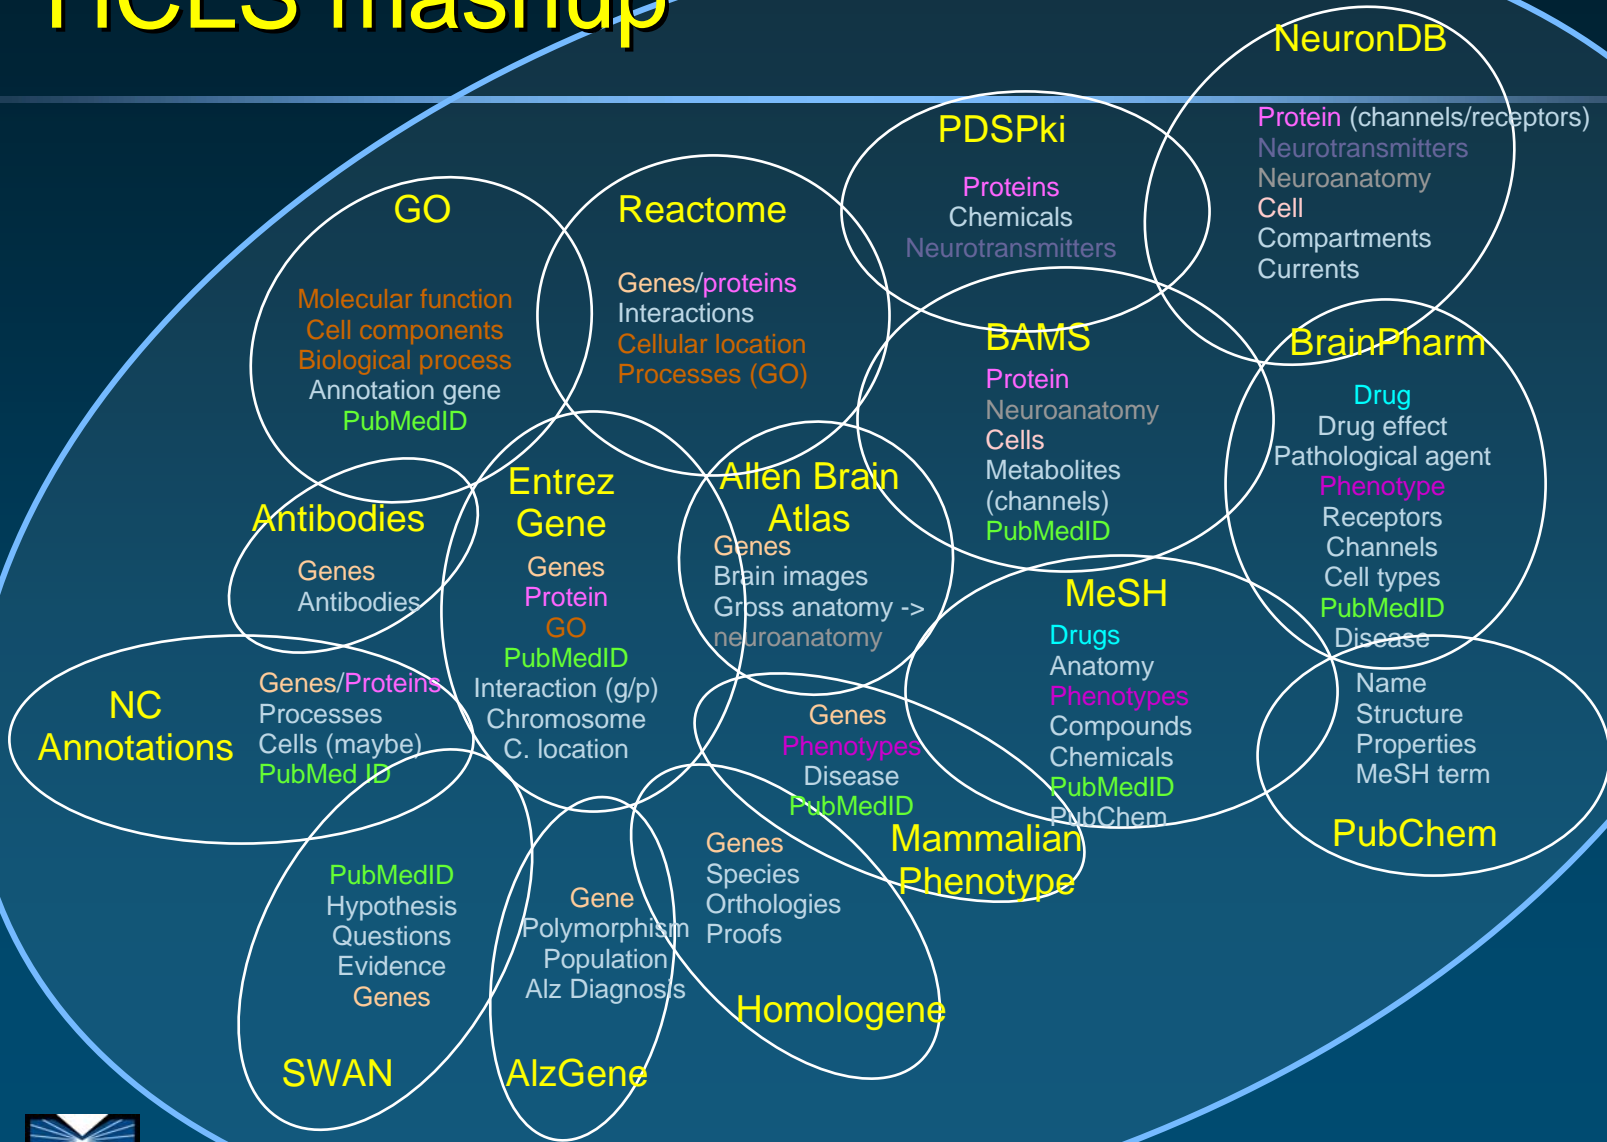 HCLS mashup
NeuronDB
Protein (channels/receptors)
Neurotransmitters
Neuroanatomy
Cell
Compartments
Currents
PDSPki
Proteins
Chemicals
Neurotransmitters
GO
Molecular function
Cell components
Biological process
Annotation gene
PubMedID
Reactome
Genes/proteins
Interactions
Cellular location
Processes (GO)
BAMS
Protein
Neuroanatomy
Cells
Metabolites
(channels)
PubMedID
BrainPharm
Drug
Drug effect
Pathological agent
Phenotype
Receptors
Channels
Cell types
PubMedID
Disease
Antibodies
Genes
Antibodies
Entrez
Gene
Genes
Protein
GO
PubMedID
Interaction (g/p)
Chromosome
C. location
Allen Brain
Atlas
Genes
Brain images
Gross anatomy ->
neuroanatomy
MeSH
Drugs
Anatomy
Phenotypes
Compounds
Chemicals
PubMedID
PubChem
NC
Annotations
Genes/Proteins
Processes
Cells (maybe)
PubMed ID
Genes
Phenotypes
Disease
PubMedID
Mammalian
Phenotype
Name
Structure
Properties
MeSH term
PubChem
PubMedID
Hypothesis
Questions
Evidence
Genes
SWAN
Gene
Polymorphism
Population
Alz Diagnosis
AlzGene
Genes
Species
Orthologies
Proofs
Homologene